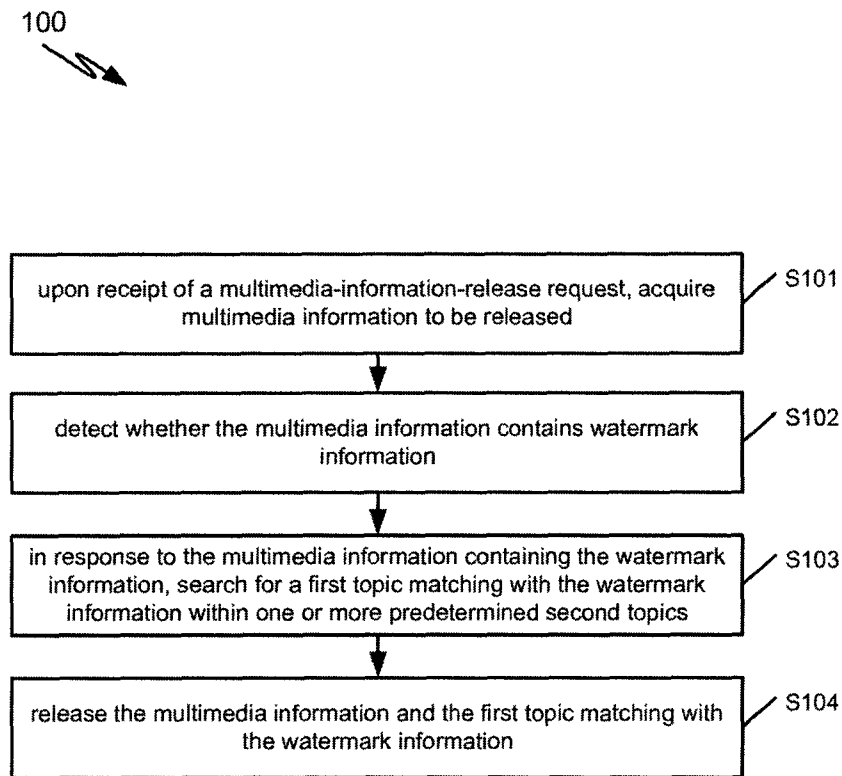 100
upon receipt of a multimedia-information-release request, acquire
multimedia information to be released
S101
detect whether the multimedia information contains watermark
information
S102
in response to the multimedia information containing the watermark
information, search for a first topic matching with the watermark
information within one or more predetermined second topics
S103
release the multimedia information and the first topic matching with
the watermark information
S104